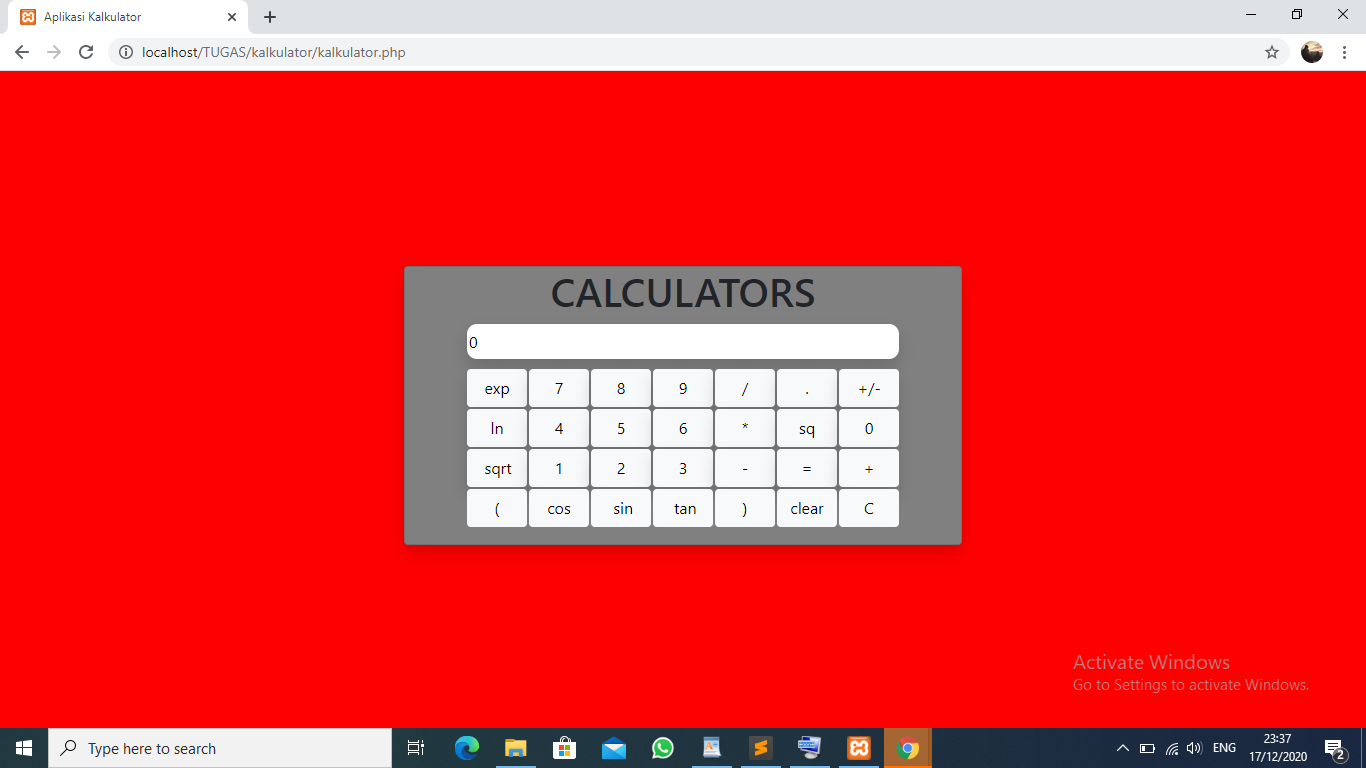 Aplikasi Kalkulator
localhost/TUGAS/kalkulator/kalkulator.php
CALCULATORS
0
exp 7 8 9 / . +/-
ln 4 5 6 * sq 0
sqrt 1 2 3 - = +
( cos sin tan ) clear C
Activate Windows
Go to Settings to activate Windows.
Type here to search
ENG
23:37
17/12/2020
2